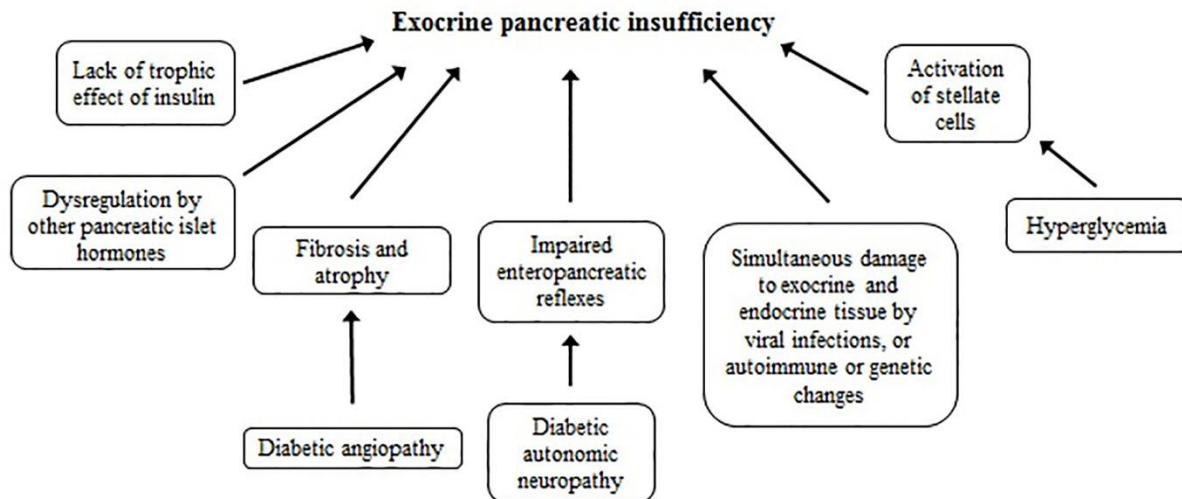 Exocrine pancreatic insufficiency
Lack of trophic
effect of insulin
Activation
of stellate
cells
Dysregulation by
other pancreatic islet
hormones
Hyperglycemia
Fibrosis and
atrophy
Impaired
enteropancreatic
reflexes
Simultaneous damage
to exocrine and
endocrine tissue by
viral infections, or
autoimmune or genetic
changes
Diabetic angiopathy
Diabetic
autonomic
neuropathy